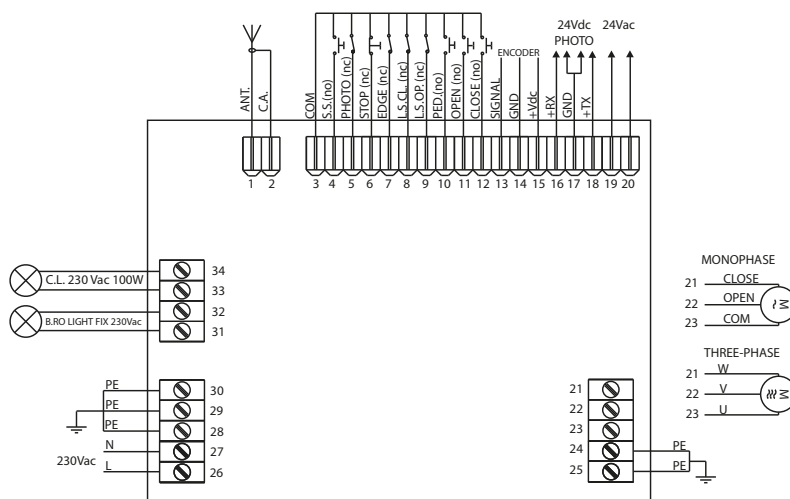 24Vdc 24Vac
PHOTO
ENCODER
ANT.
C.A.
COM
S.S.(no)
PHOTO (nc)
STOP (nc)
EDGE (nc)
L.S.CL. (nc)
L.S.OP. (nc)
PED.(no)
OPEN (no)
CLOSE (no)
SIGNAL
GND
+Vdc
+RX
GND
+TX
1 2 3 4 5 6 7 8 9 10 11 12 13 14 15 16 17 18 19 20
C.L. 230 Vac 100W
34
33
B.RO LIGHT FIX 230Vac
32
31
PE 30
PE 29
PE 28
N 27
230Vac
L 26
21
22
23
24 PE
25 PE
MONOPHASE
21 CLOSE
22 OPEN
23 COM
M
~
THREE-PHASE
21 W
22 V
23 U
M